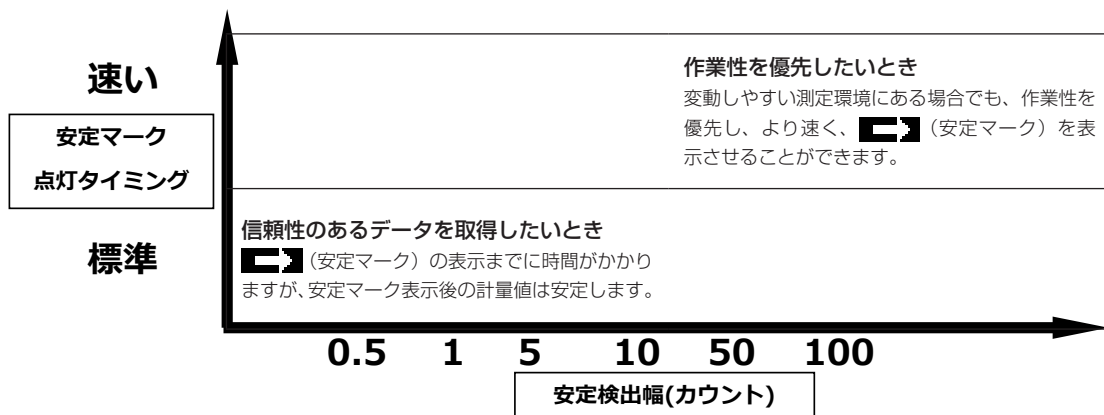 速い
安定マーク
点灯タイミング
標準
作業性を優先したいとき
変動しやすい測定環境にある場合でも、作業性を
優先し、より速く、（安定マーク）を表
示させることができます。
信頼性のあるデータを取得したいとき
（安定マーク）の表示までに時間がかかり
ますが、安定マーク表示後の計量値は安定します。
0.5 1 5 10 50 100
安定検出幅(カウント)